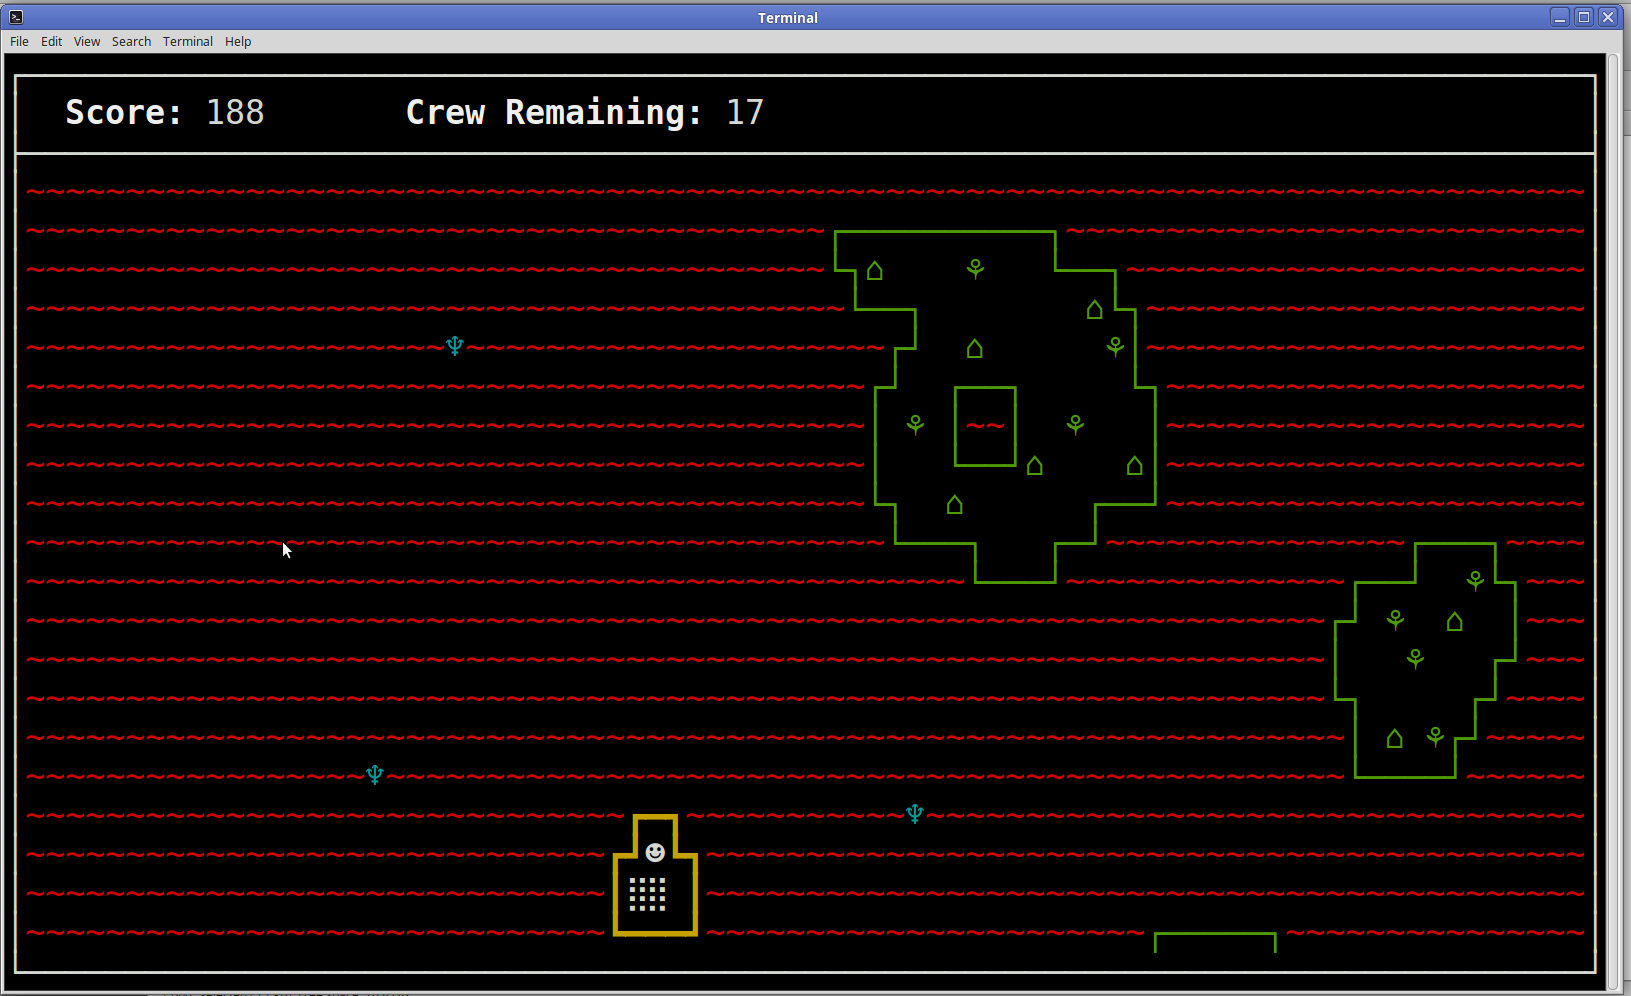 Terminal
File Edit View Search Terminal Help
Score: 188 Crew Remaining: 17